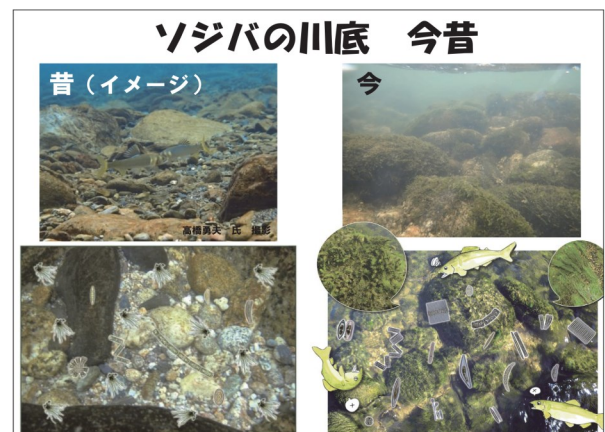 ソジバの川底　今昔
昔（イメージ）
今
高橋勇夫　氏　撮影